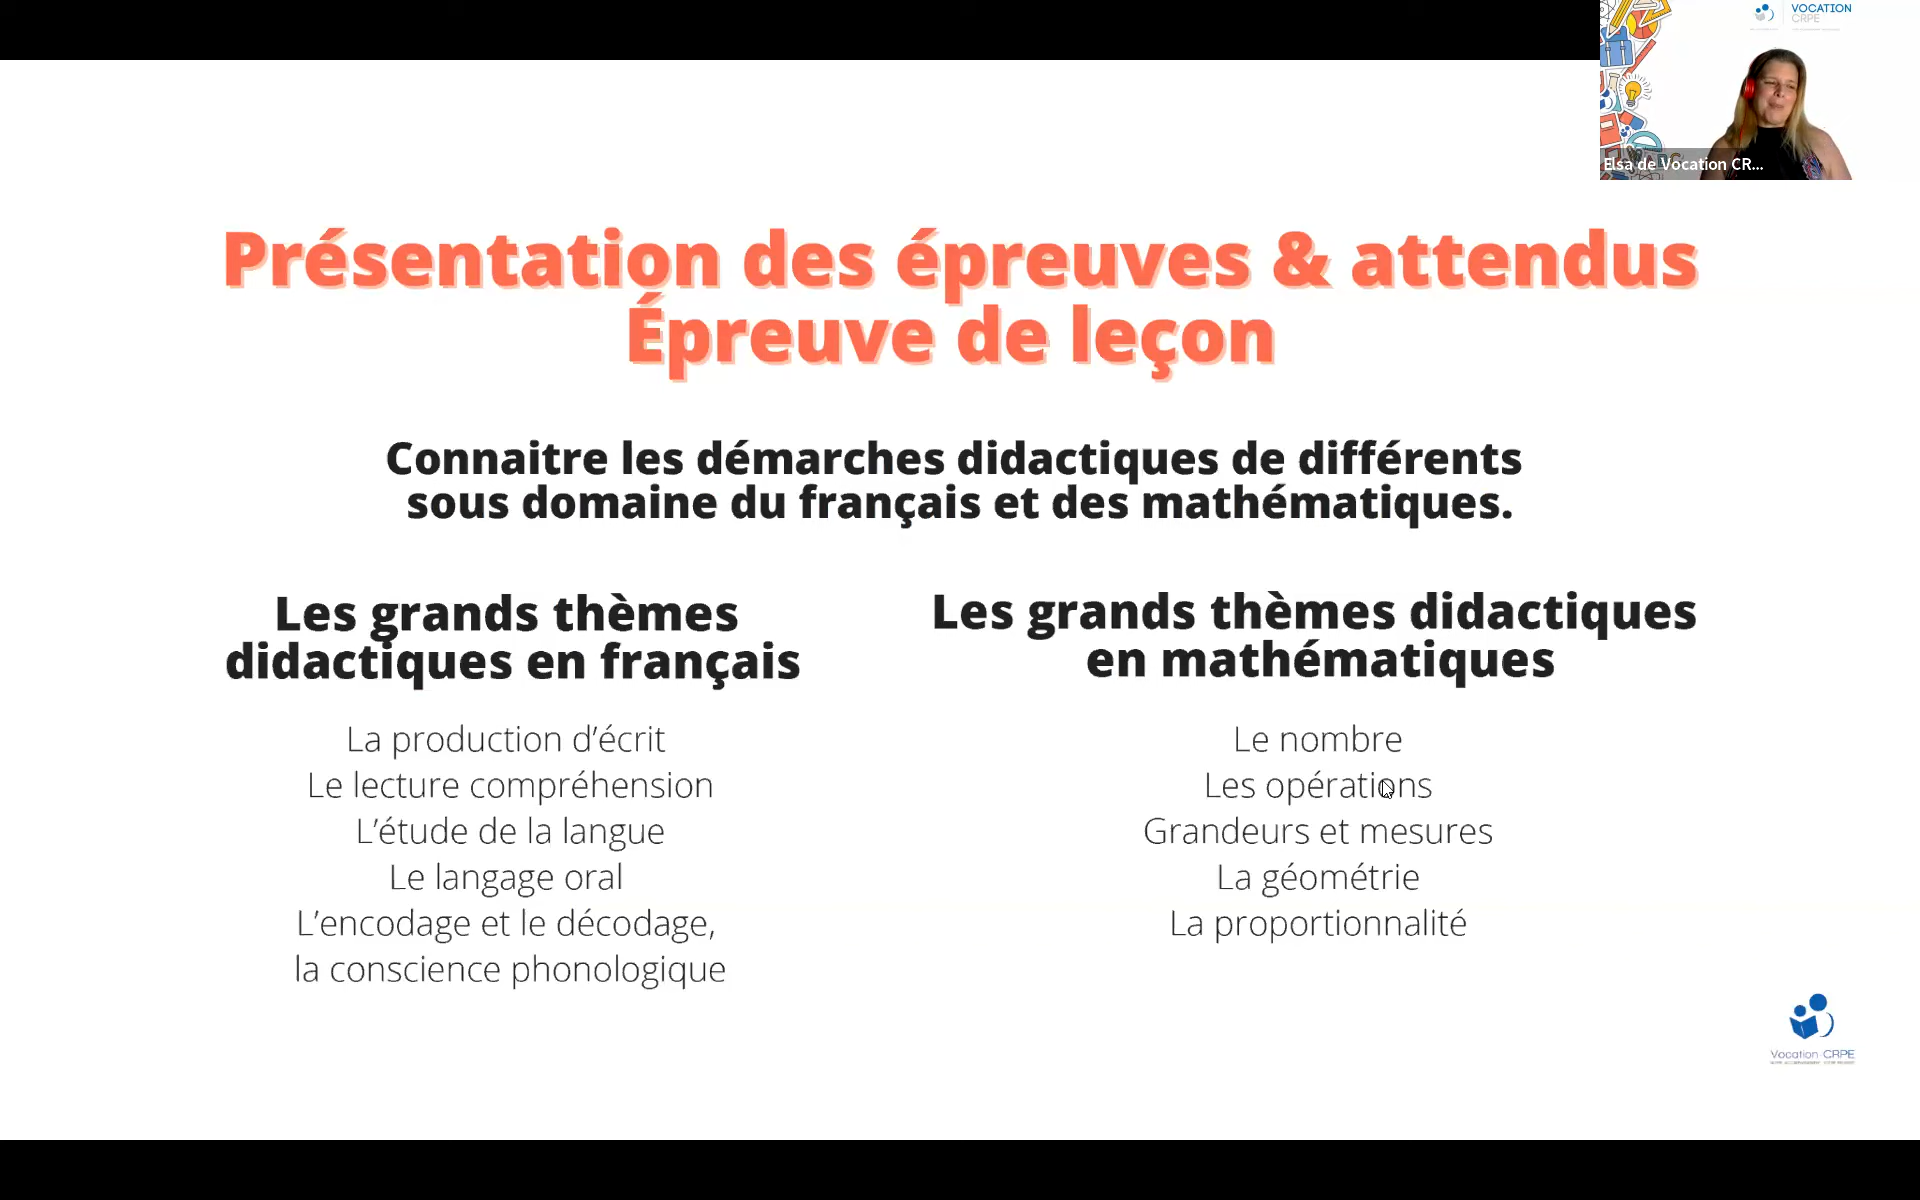 VOCATION
CRPE
Elsa de Vocation CR...
Présentation des épreuves & attendus
Épreuve de leçon
Connaitre les démarches didactiques de différents
sous domaine du français et des mathématiques.
Les grands thèmes
didactiques en français
La production d’écrit
Le lecture compréhension
L’étude de la langue
Le langage oral
L’encodage et le décodage,
la conscience phonologique
Les grands thèmes didactiques
en mathématiques
Le nombre
Les opérations
Grandeurs et mesures
La géométrie
La proportionnalité
Vocation CRPE